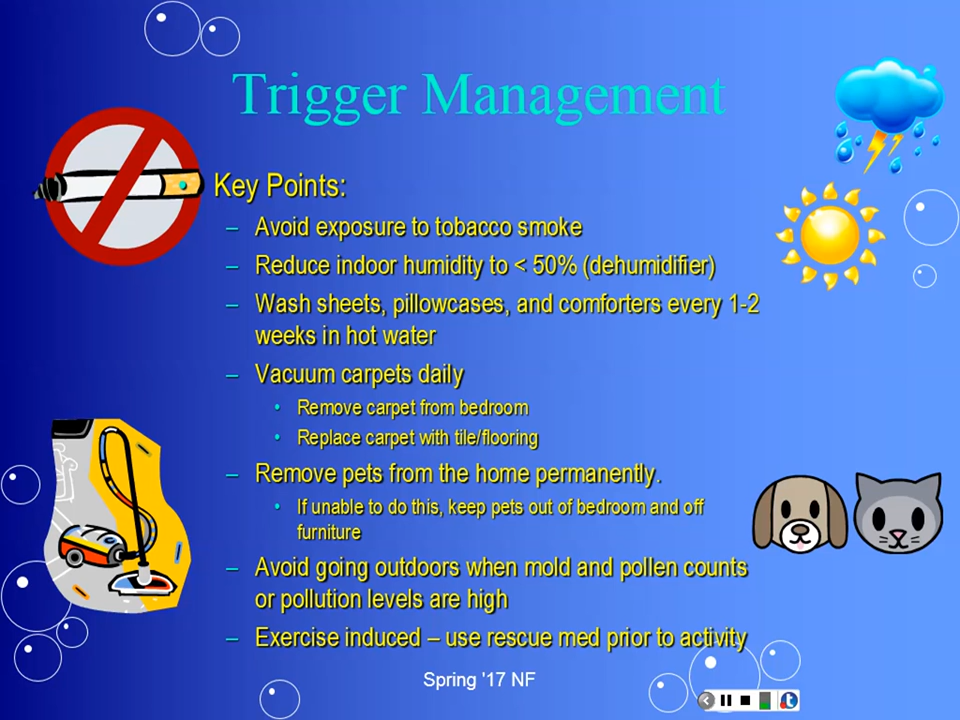 Trigger Management
Key Points:
– Avoid exposure to tobacco smoke
– Reduce indoor humidity to < 50% (dehumidifier)
– Wash sheets, pillowcases, and comforters every 1-2
weeks in hot water
– Vacuum carpets daily
• Remove carpet from bedroom
• Replace carpet with tile/flooring
– Remove pets from the home permanently.
• If unable to do this, keep pets out of bedroom and off
furniture
– Avoid going outdoors when mold and pollen counts
or pollution levels are high
– Exercise induced – use rescue med prior to activity
Spring '17 NF